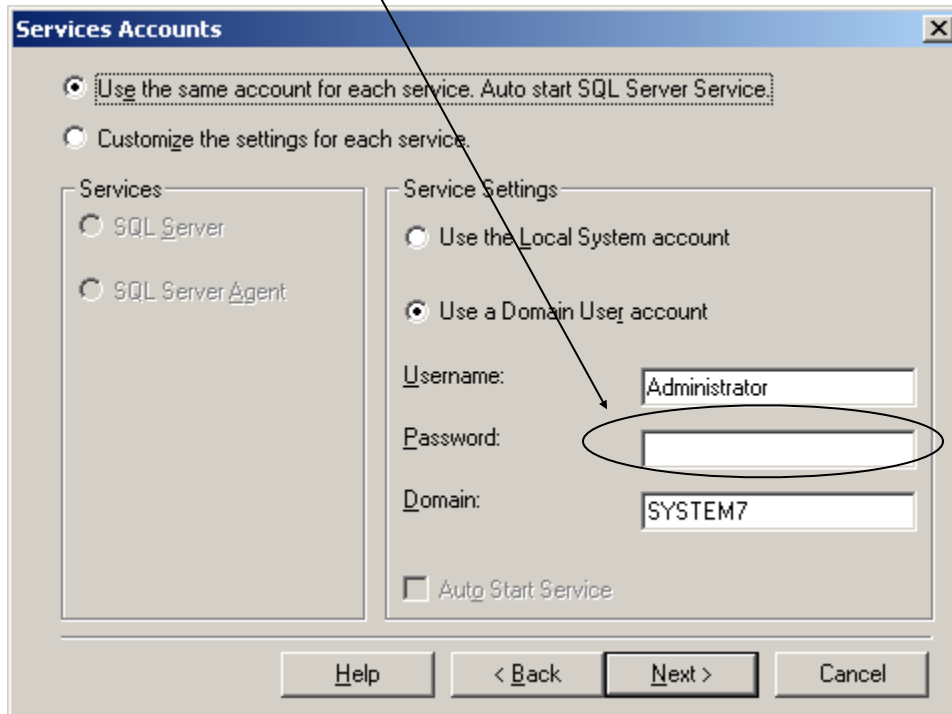 Services Accounts
Use the same account for each service. Auto start SQL Server Service.
Customize the settings for each service.
Services
SQL Server
SQL Server Agent
Service Settings
Use the Local System account
Use a Domain User account
Username:
Administrator
Password:
Domain:
SYSTEM7
Auto Start Service
Help
< Back
Next >
Cancel